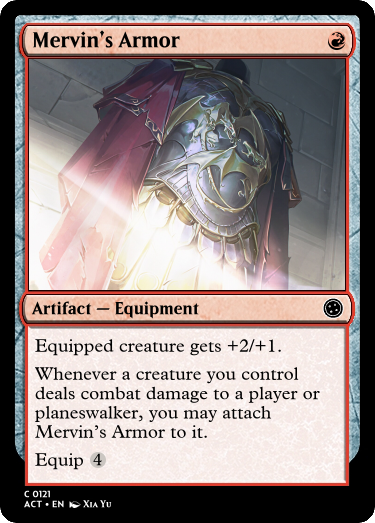 Mervin's Armor
Artifact — Equipment
Equipped creature gets +2/+1.
Whenever a creature you control
deals combat damage to a player or
planeswalker, you may attach
Mervin's Armor to it.
Equip 4
C 0121
ACT • EN Xia Yu